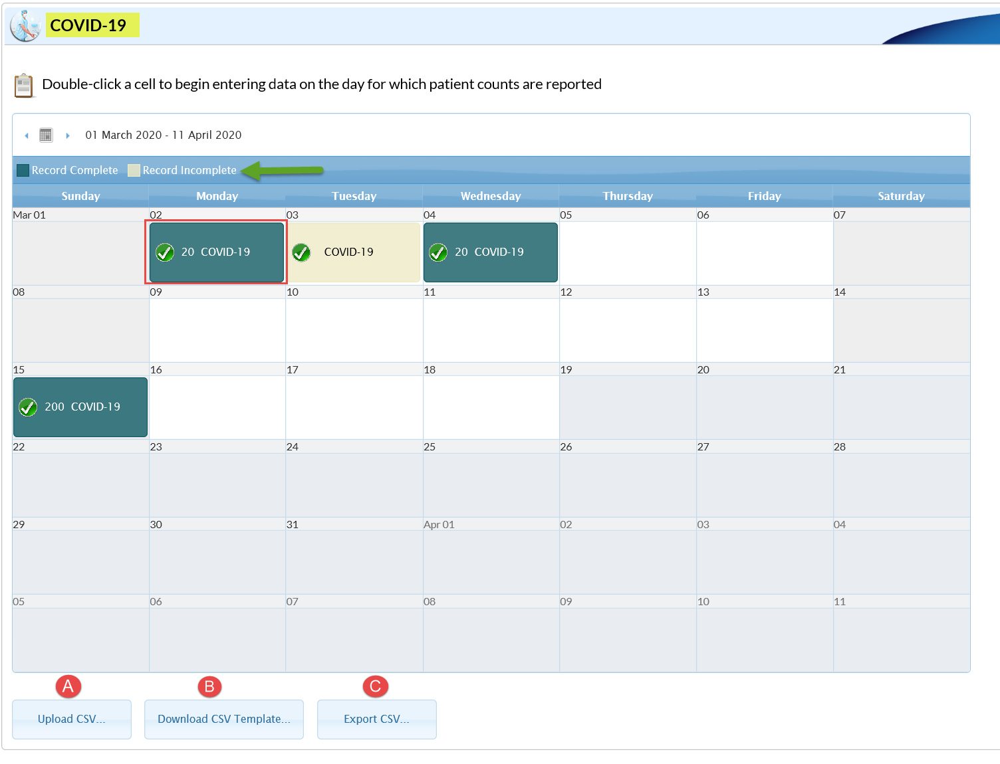 COVID-19
Double-click a cell to begin entering data on the day for which patient counts are reported
01 March 2020 - 11 April 2020
Record Complete Record Incomplete
Sunday Monday Tuesday Wednesday Thursday Friday Saturday
Mar 01 02 03 04 05 06 07
20 COVID-19 COVID-19 20 COVID-19
08 09 10 11 12 13 14
15 16 17 18 19 20 21
200 COVID-19
22 23 24 25 26 27 28
29 30 31 Apr 01 02 03 04
05 06 07 08 09 10 11
A B C
Upload CSV... Download CSV Template... Export CSV...